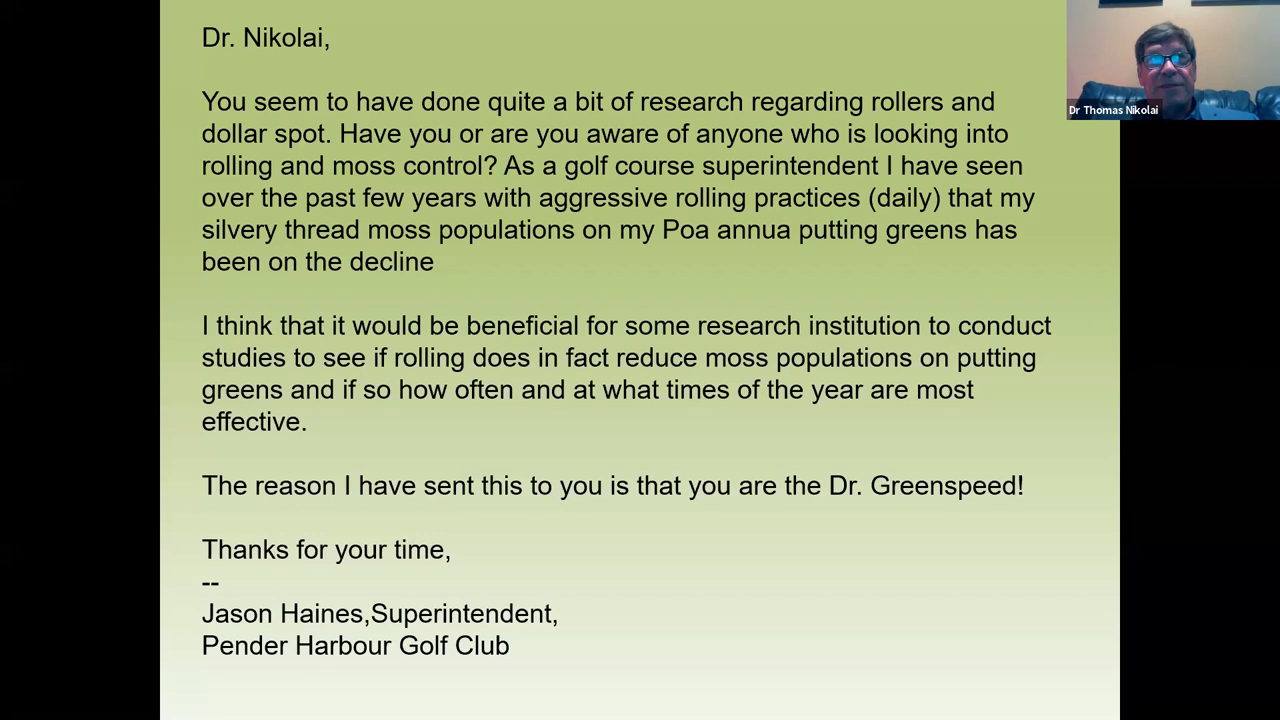 Dr. Nikolai,
You seem to have done quite a bit of research regarding rollers and
dollar spot. Have you or are you aware of anyone who is looking into
rolling and moss control? As a golf course superintendent I have seen
over the past few years with aggressive rolling practices (daily) that my
silvery thread moss populations on my Poa annua putting greens has
been on the decline
I think that it would be beneficial for some research institution to conduct
studies to see if rolling does in fact reduce moss populations on putting
greens and if so how often and at what times of the year are most
effective.
The reason I have sent this to you is that you are the Dr. Greenspeed!
Thanks for your time,
--
Jason Haines,Superintendent,
Pender Harbour Golf Club
Dr Thomas Nikolai